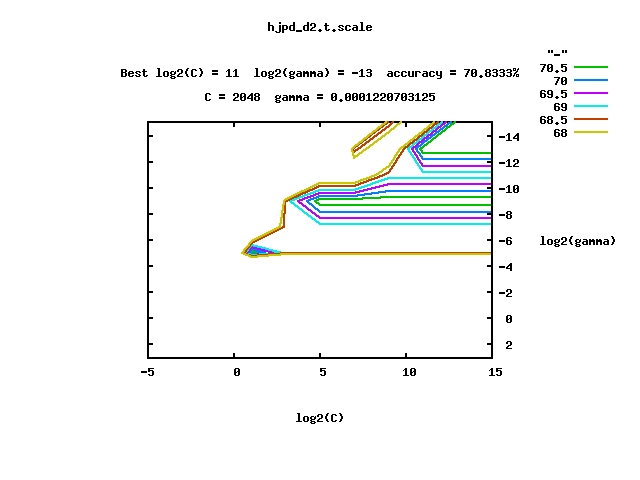 hjpd_d2.t.scale
Best log2(C) = 11  log2(gamma) = -13  accuracy = 70.8333%
C = 2048  gamma = 0.0001220703125
"-"
70.5
70
69.5
69
68.5
68
-14
-12
-10
-8
-6
-4
-2
0
2
log2(gamma)
-5 0 5 10 15
log2(C)